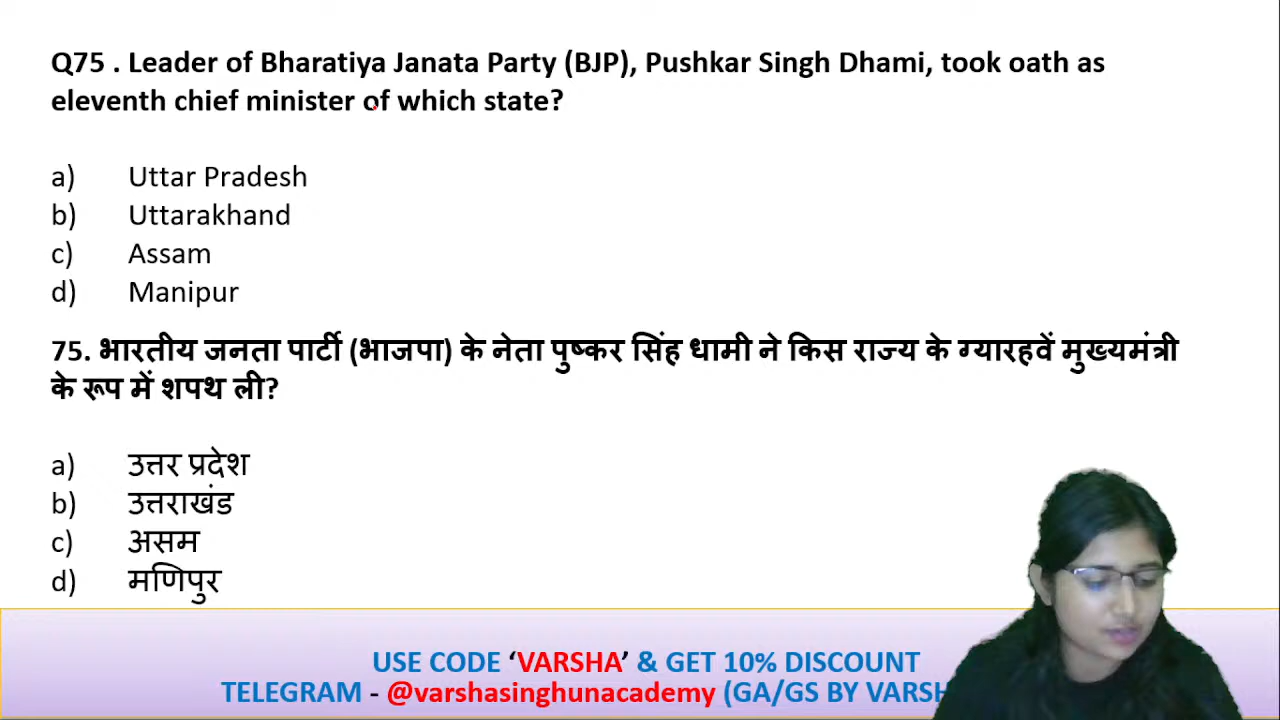 Q75 . Leader of Bharatiya Janata Party (BJP), Pushkar Singh Dhami, took oath as
eleventh chief minister of which state?
a) Uttar Pradesh
b) Uttarakhand
c) Assam
d) Manipur
75. भारतीय जनता पार्टी (भाजपा) के नेता पुष्कर सिंह धामी ने किस राज्य के ग्यारहवें मुख्यमंत्री
के रूप में शपथ ली?
a) उत्तर प्रदेश
b) उत्तराखंड
c) असम
d) मणिपुर
USE CODE ‘VARSHA’ & GET 10% DISCOUNT
TELEGRAM - @varshasinghunacademy (GA/GS BY VARSH